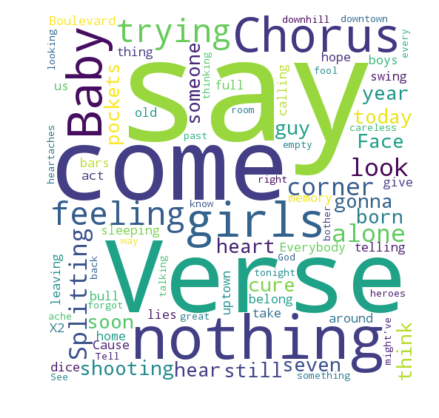 Boulevard
looking
us
trying
thing
Baby
pockets
someone
old
bars
act
heartaches
say
downhill
downtown
Chorus
hope
boys
every
thinking
full
calling
swing
year
fool
guy
today
room
careless
past
empty
Face
come
right
look
memory
give
corner
gonna
know
feeling
girls
born
alone
bother
sleeping
heart
Everybody
telling
God
tonight
Splitting
may
back
leaving
bull
talking
uptown
cure
belong
Verse
heroes
ache
forgot
lies
great
take
around
X2
soon
home
Cause
nothing
might've
think
dice
Tell
See
shooting
hear
still
seven
something